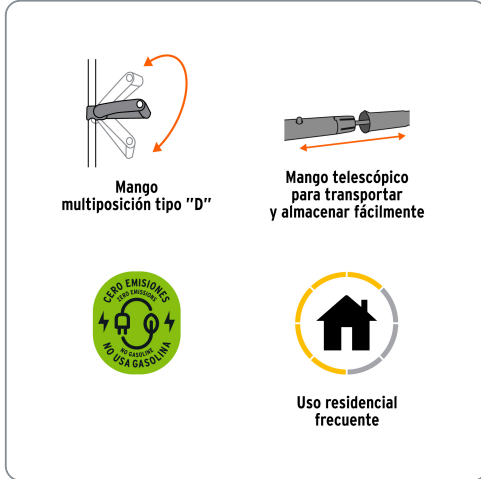 Mango
multiposición tipo "D"
Mango telescópico
para transportar
y almacenar fácilmente
CERO EMISIONES
ZERO EMISSIONS
NO GASOLINE
NO USA GASOLINA
Uso residencial
frecuente